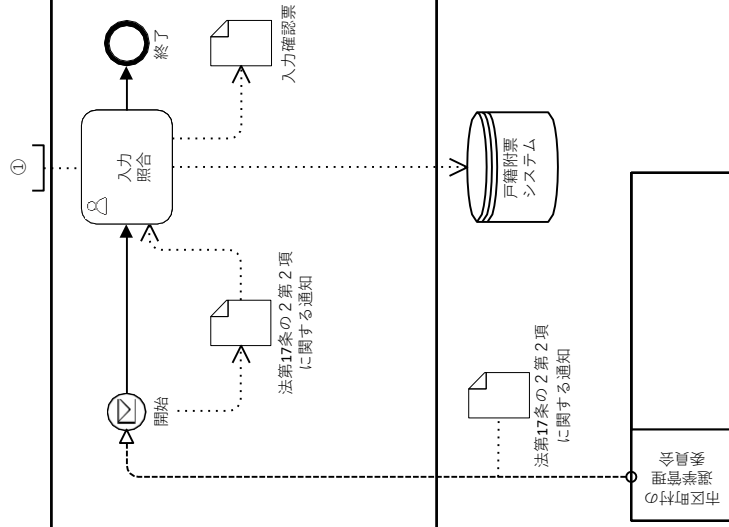 ①
終了
入力確認票
入力
照合
戸籍附票
システム
法第17条の２第２項
に関する通知
開始
法第17条の２第２項
に関する通知
市区町村の
選挙管理
委員会